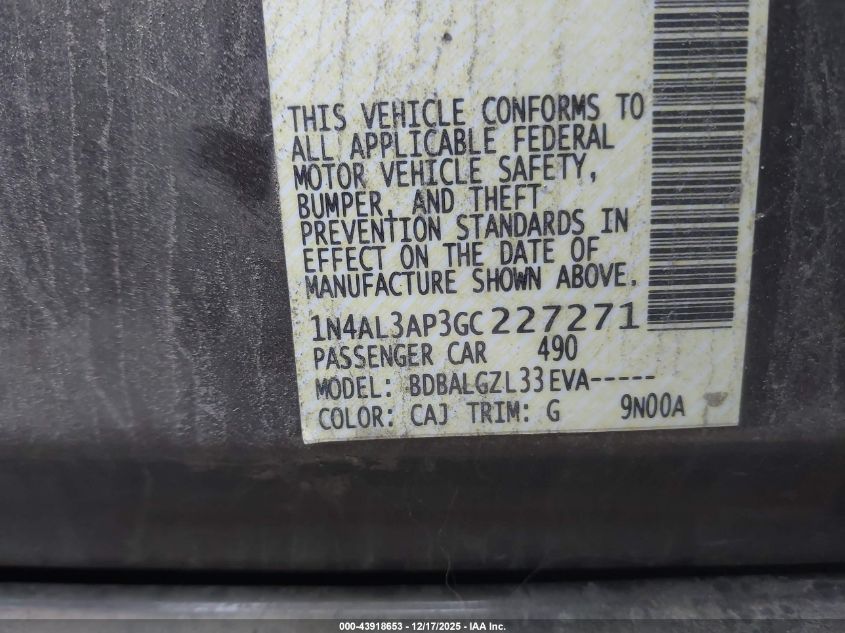 THIS VEHICLE CONFORMS TO
ALL APPLICABLE FEDERAL
MOTOR VEHICLE SAFETY,
BUMPER, AND THEFT
PREVENTION STANDARDS IN
EFFECT ON THE DATE OF
MANUFACTURE SHOWN ABOVE.
1N4AL3AP3GC227271
PASSENGER CAR 490
MODEL: BDBALGZL33EVA-----
COLOR: CAJ TRIM: G 9N00A
000-43918653 - 12/17/2025 - IAA Inc.